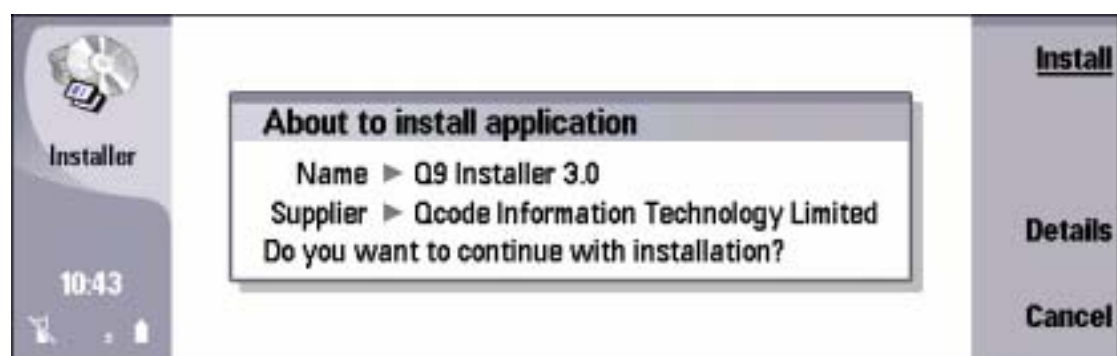 Installer
10:43
About to install application
Name ▶ Q9 Installer 3.0
Supplier ▶ Qcode Information Technology Limited
Do you want to continue with installation?
Install
Details
Cancel